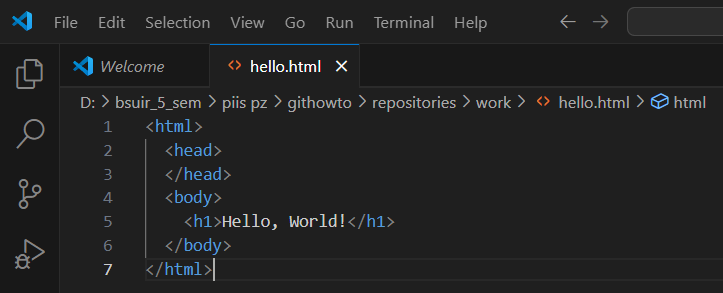 File Edit Selection View Go Run Terminal Help
Welcome hello.html
D: > bsuir_5_sem > piis pz > githowto > repositories > work > hello.html > html
1 <html>
2   <head>
3   </head>
4   <body>
5     <h1>Hello, World!</h1>
6   </body>
7 </html>